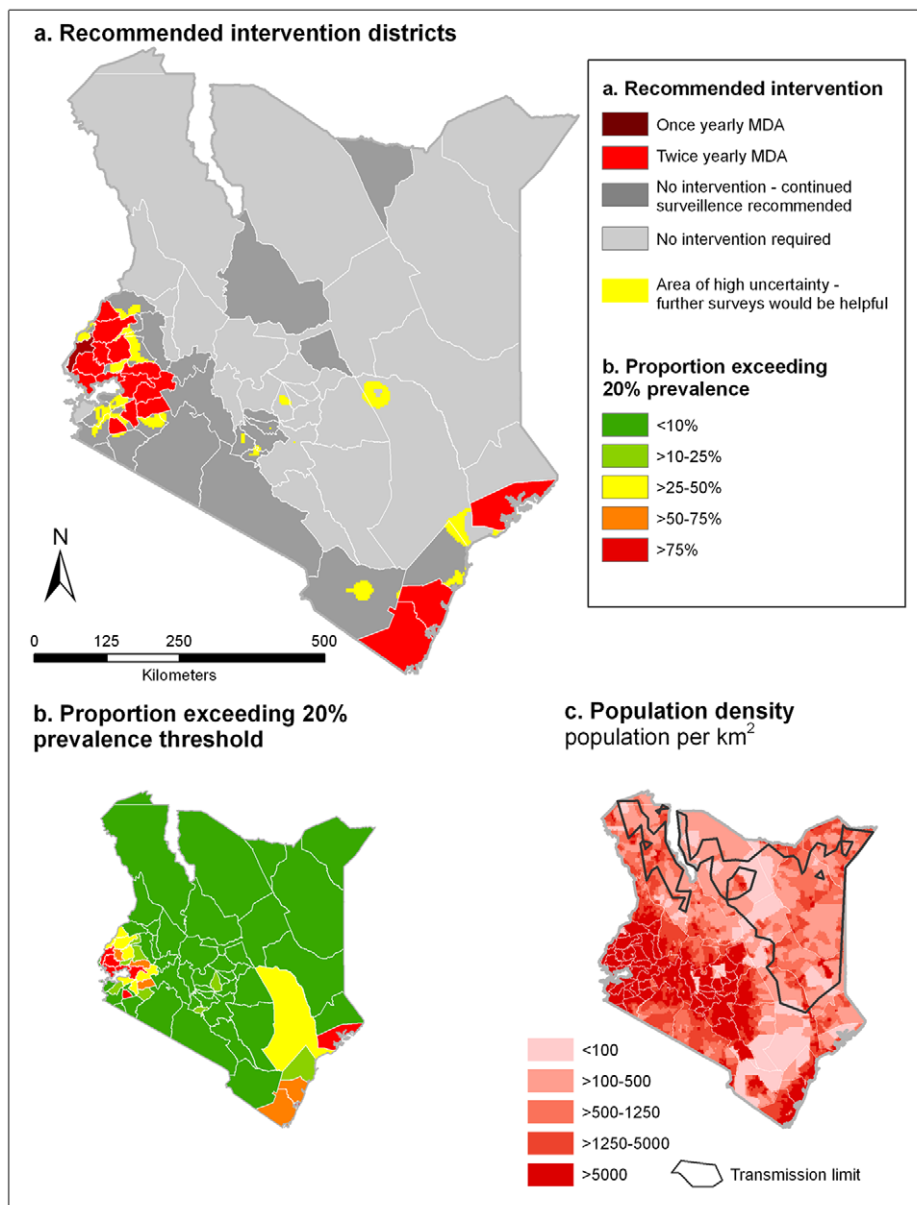 a. Recommended intervention districts
a. Recommended intervention
Once yearly MDA
Twice yearly MDA
No intervention - continued
surveillence recommended
No intervention required
Area of high uncertainty -
further surveys would be helpful
b. Proportion exceeding
20% prevalence
<10%
>10-25%
>25-50%
>50-75%
>75%
N
0 125 250 500
Kilometers
b. Proportion exceeding 20%
prevalence threshold
c. Population density
population per km²
<100
>100-500
>500-1250
>1250-5000
>5000
Transmission limit